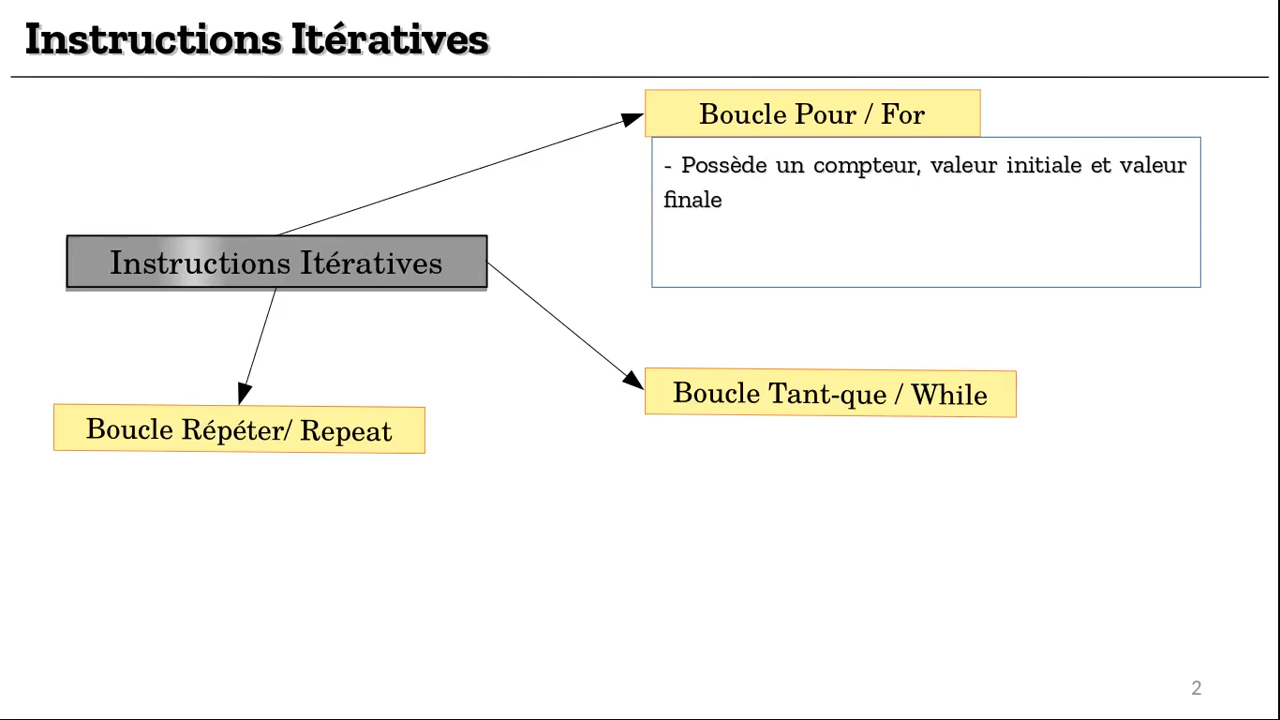 Instructions Itératives
Boucle Pour / For
- Possède un compteur, valeur initiale et valeur
finale
Instructions Itératives
Boucle Tant-que / While
Boucle Répéter/ Repeat
2